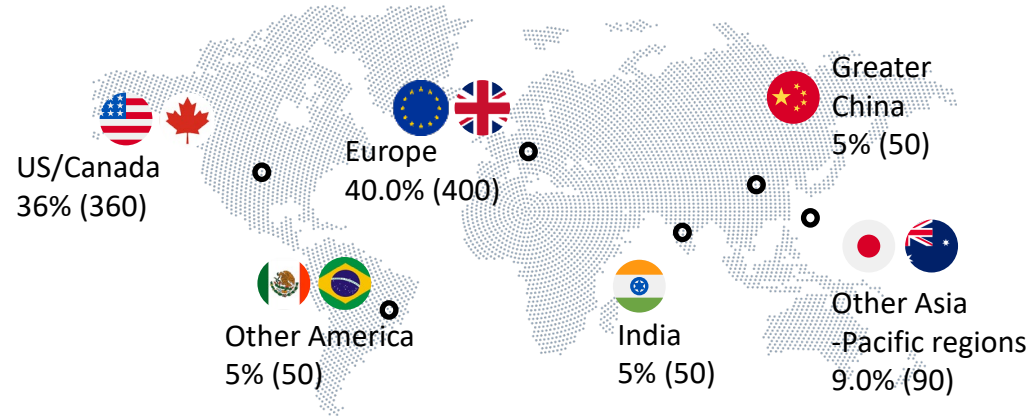 US/Canada
36% (360)
Europe
40.0% (400)
Greater
China
5% (50)
Other America
5% (50)
India
5% (50)
Other Asia
-Pacific regions
9.0% (90)